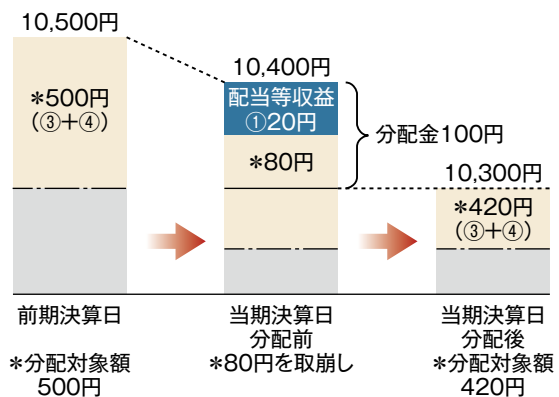 10,500円
*500円
(③+④)
10,400円
配当等収益
①20円
*80円
分配金100円
10,300円
*420円
(③+④)
前期決算日
*分配対象額
500円
当期決算日
分配前
*80円を取崩し
当期決算日
分配後
*分配対象額
420円